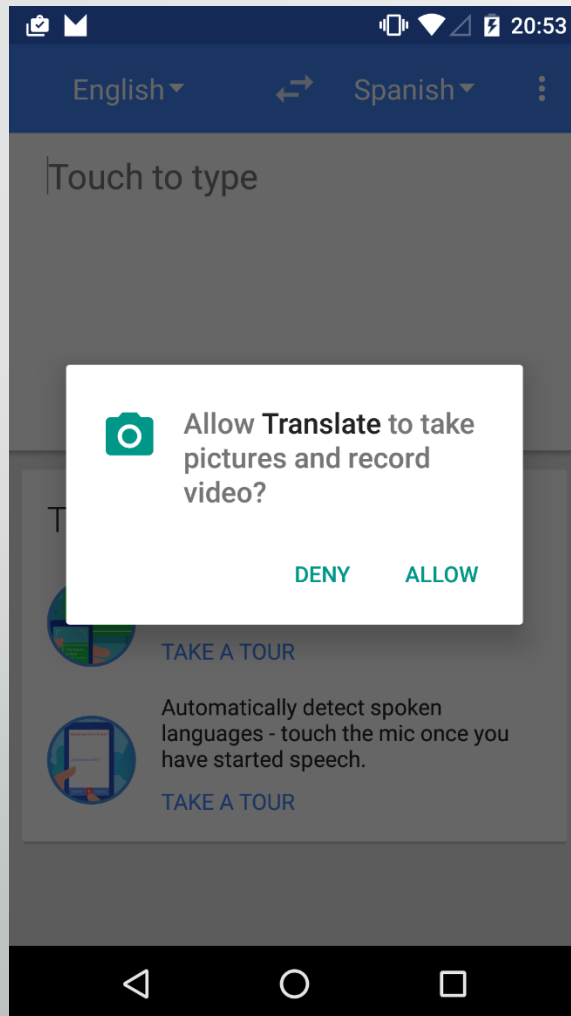 20:53
English
Spanish
Touch to type
Allow Translate to take
pictures and record
video?
DENY
ALLOW
T
TAKE A TOUR
Automatically detect spoken
languages - touch the mic once you
have started speech.
TAKE A TOUR